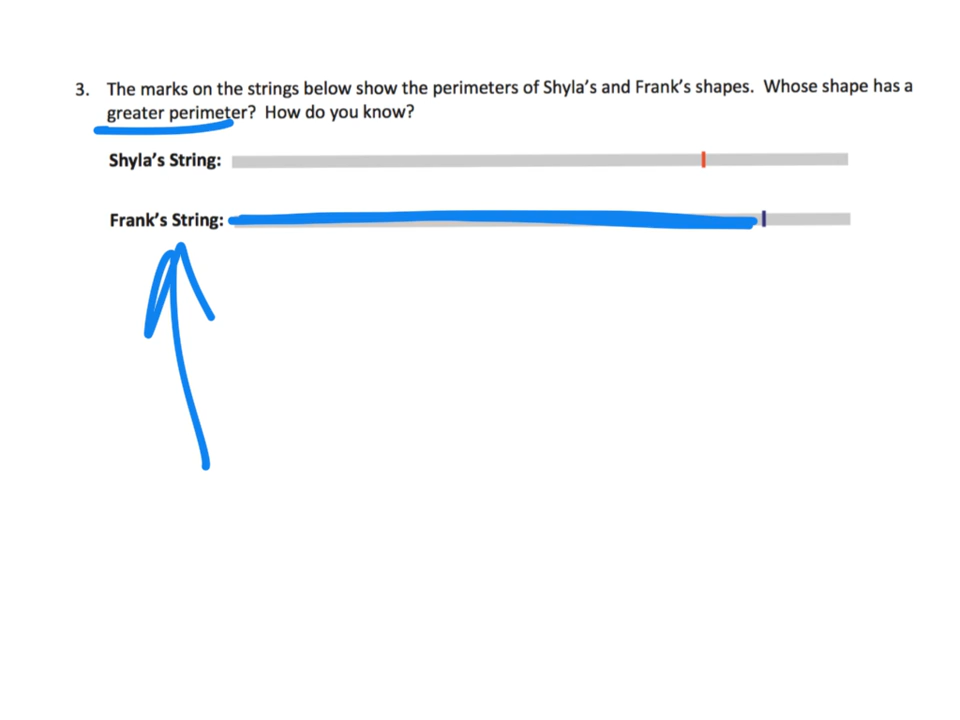 3. The marks on the strings below show the perimeters of Shyla's and Frank's shapes. Whose shape has a
greater perimeter? How do you know?
Shyla's String:
Frank's String: